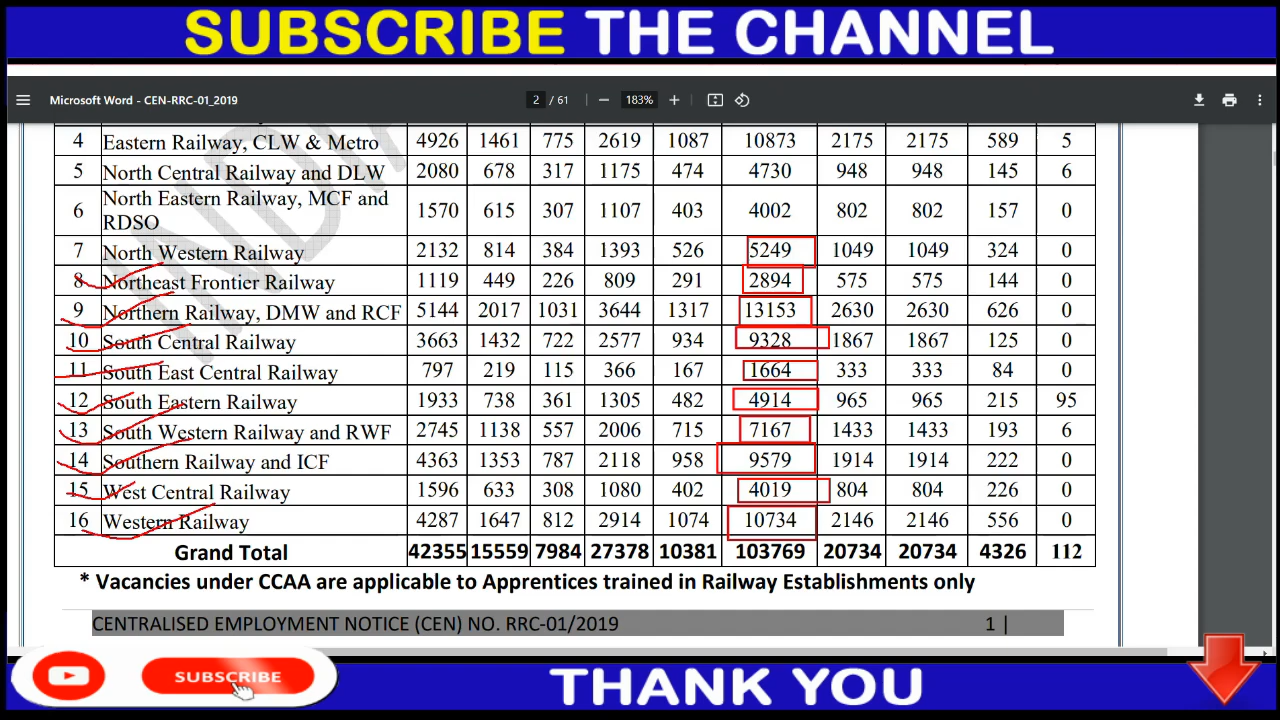 SUBSCRIBE THE CHANNEL
Microsoft Word - CEN-RRC-01_2019 2 / 61 183%
4 Eastern Railway, CLW & Metro 4926 1461 775 2619 1087 10873 2175 2175 589 5
5 North Central Railway and DLW 2080 678 317 1175 474 4730 948 948 145 6
6 North Eastern Railway, MCF and RDSO 1570 615 307 1107 403 4002 802 802 157 0
7 North Western Railway 2132 814 384 1393 526 5249 1049 1049 324 0
8 Northeast Frontier Railway 1119 449 226 809 291 2894 575 575 144 0
9 Northern Railway, DMW and RCF 5144 2017 1031 3644 1317 13153 2630 2630 626 0
10 South Central Railway 3663 1432 722 2577 934 9328 1867 1867 125 0
11 South East Central Railway 797 219 115 366 167 1664 333 333 84 0
12 South Eastern Railway 1933 738 361 1305 482 4914 965 965 215 95
13 South Western Railway and RWF 2745 1138 557 2006 715 7167 1433 1433 193 6
14 Southern Railway and ICF 4363 1353 787 2118 958 9579 1914 1914 222 0
15 West Central Railway 1596 633 308 1080 402 4019 804 804 226 0
16 Western Railway 4287 1647 812 2914 1074 10734 2146 2146 556 0
Grand Total 42355 15559 7984 27378 10381 103769 20734 20734 4326 112
* Vacancies under CCAA are applicable to Apprentices trained in Railway Establishments only
CENTRALISED EMPLOYMENT NOTICE (CEN) NO. RRC-01/2019 1 |
SUBSCRIBE
THANK YOU